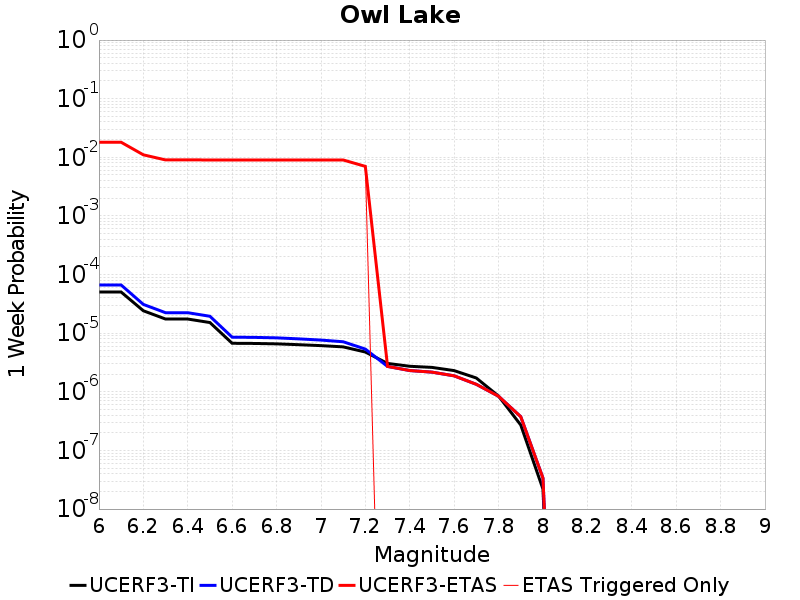 Owl Lake
1 Week Probability
10^0
10^-1
10^-2
10^-3
10^-4
10^-5
10^-6
10^-7
10^-8
6 6.2 6.4 6.6 6.8 7 7.2 7.4 7.6 7.8 8 8.2 8.4 8.6 8.8 9
Magnitude
UCERF3-TI UCERF3-TD UCERF3-ETAS ETAS Triggered Only